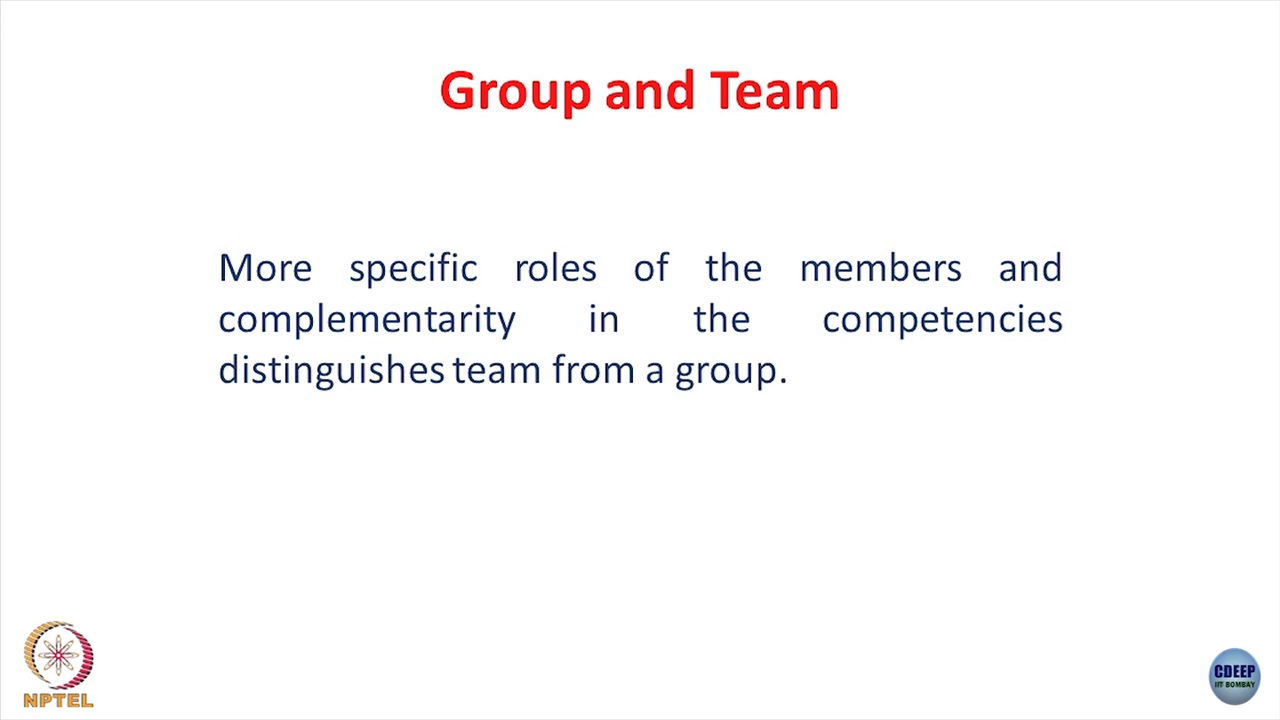 Group and Team
More specific roles of the members and
complementarity in the competencies
distinguishes team from a group.
NPTEL
CDEEP
IIT BOMBAY